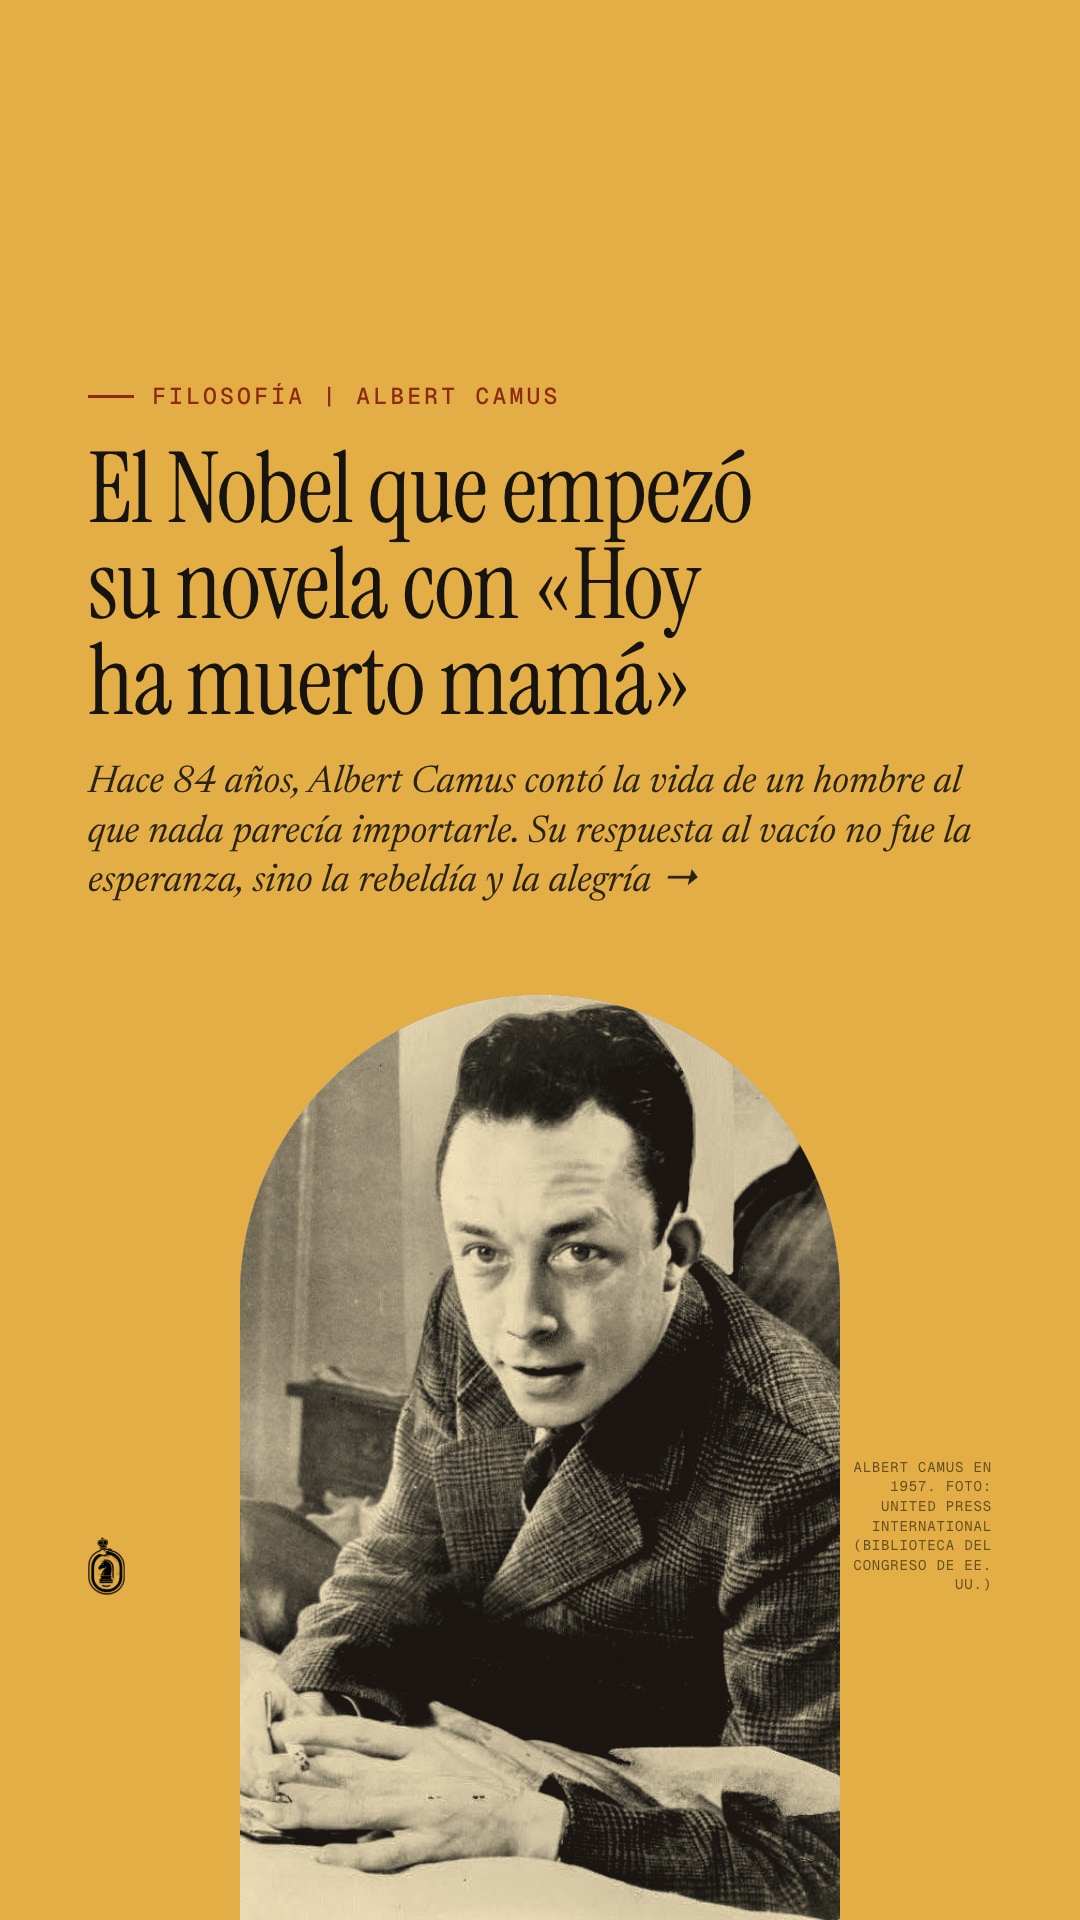 — FILOSOFÍA | ALBERT CAMUS
El Nobel que empezó
su novela con «Hoy
ha muerto mamá»
Hace 84 años, Albert Camus contó la vida de un hombre al
que nada parecía importarle. Su respuesta al vacío no fue la
esperanza, sino la rebeldía y la alegría →
ALBERT CAMUS EN
1957. FOTO:
UNITED PRESS
INTERNATIONAL
(BIBLIOTECA DEL
CONGRESO DE EE.
UU.)